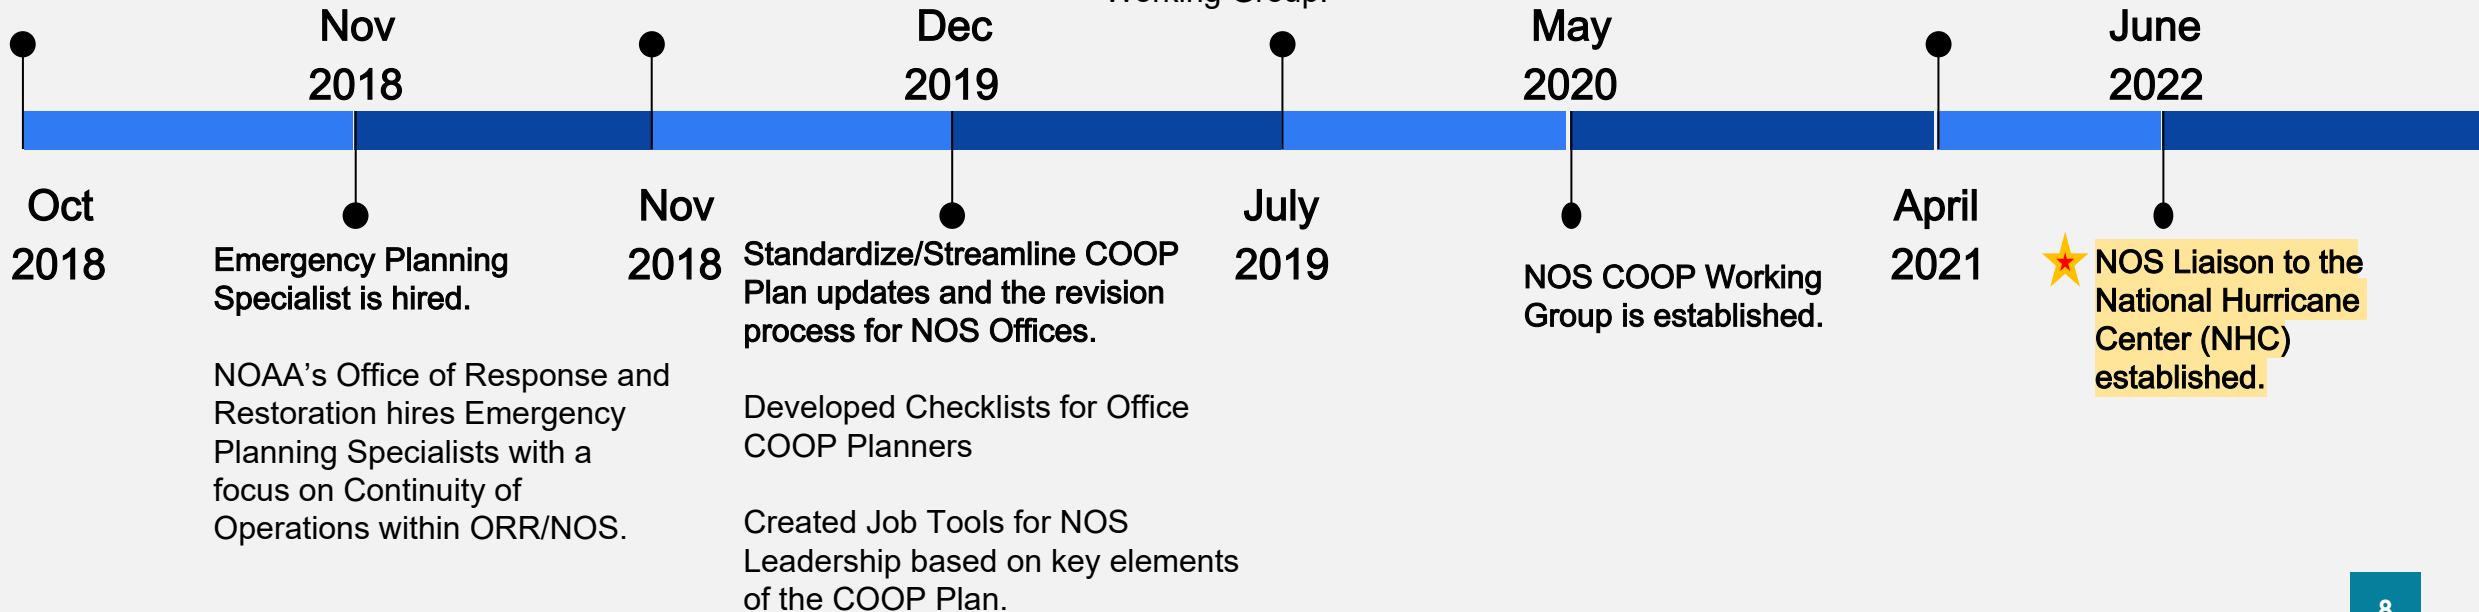 Working Group.
Nov
2018
Dec
2019
May
2020
June
2022
Oct
2018
Emergency Planning
Specialist is hired.
NOAA’s Office of Response and
Restoration hires Emergency
Planning Specialists with a
focus on Continuity of
Operations within ORR/NOS.
Nov
2018
Standardize/Streamline COOP
Plan updates and the revision
process for NOS Offices.
Developed Checklists for Office
COOP Planners
Created Job Tools for NOS
Leadership based on key elements
of the COOP Plan.
July
2019
NOS COOP Working
Group is established.
April
2021
NOS Liaison to the
National Hurricane
Center (NHC)
established.
8